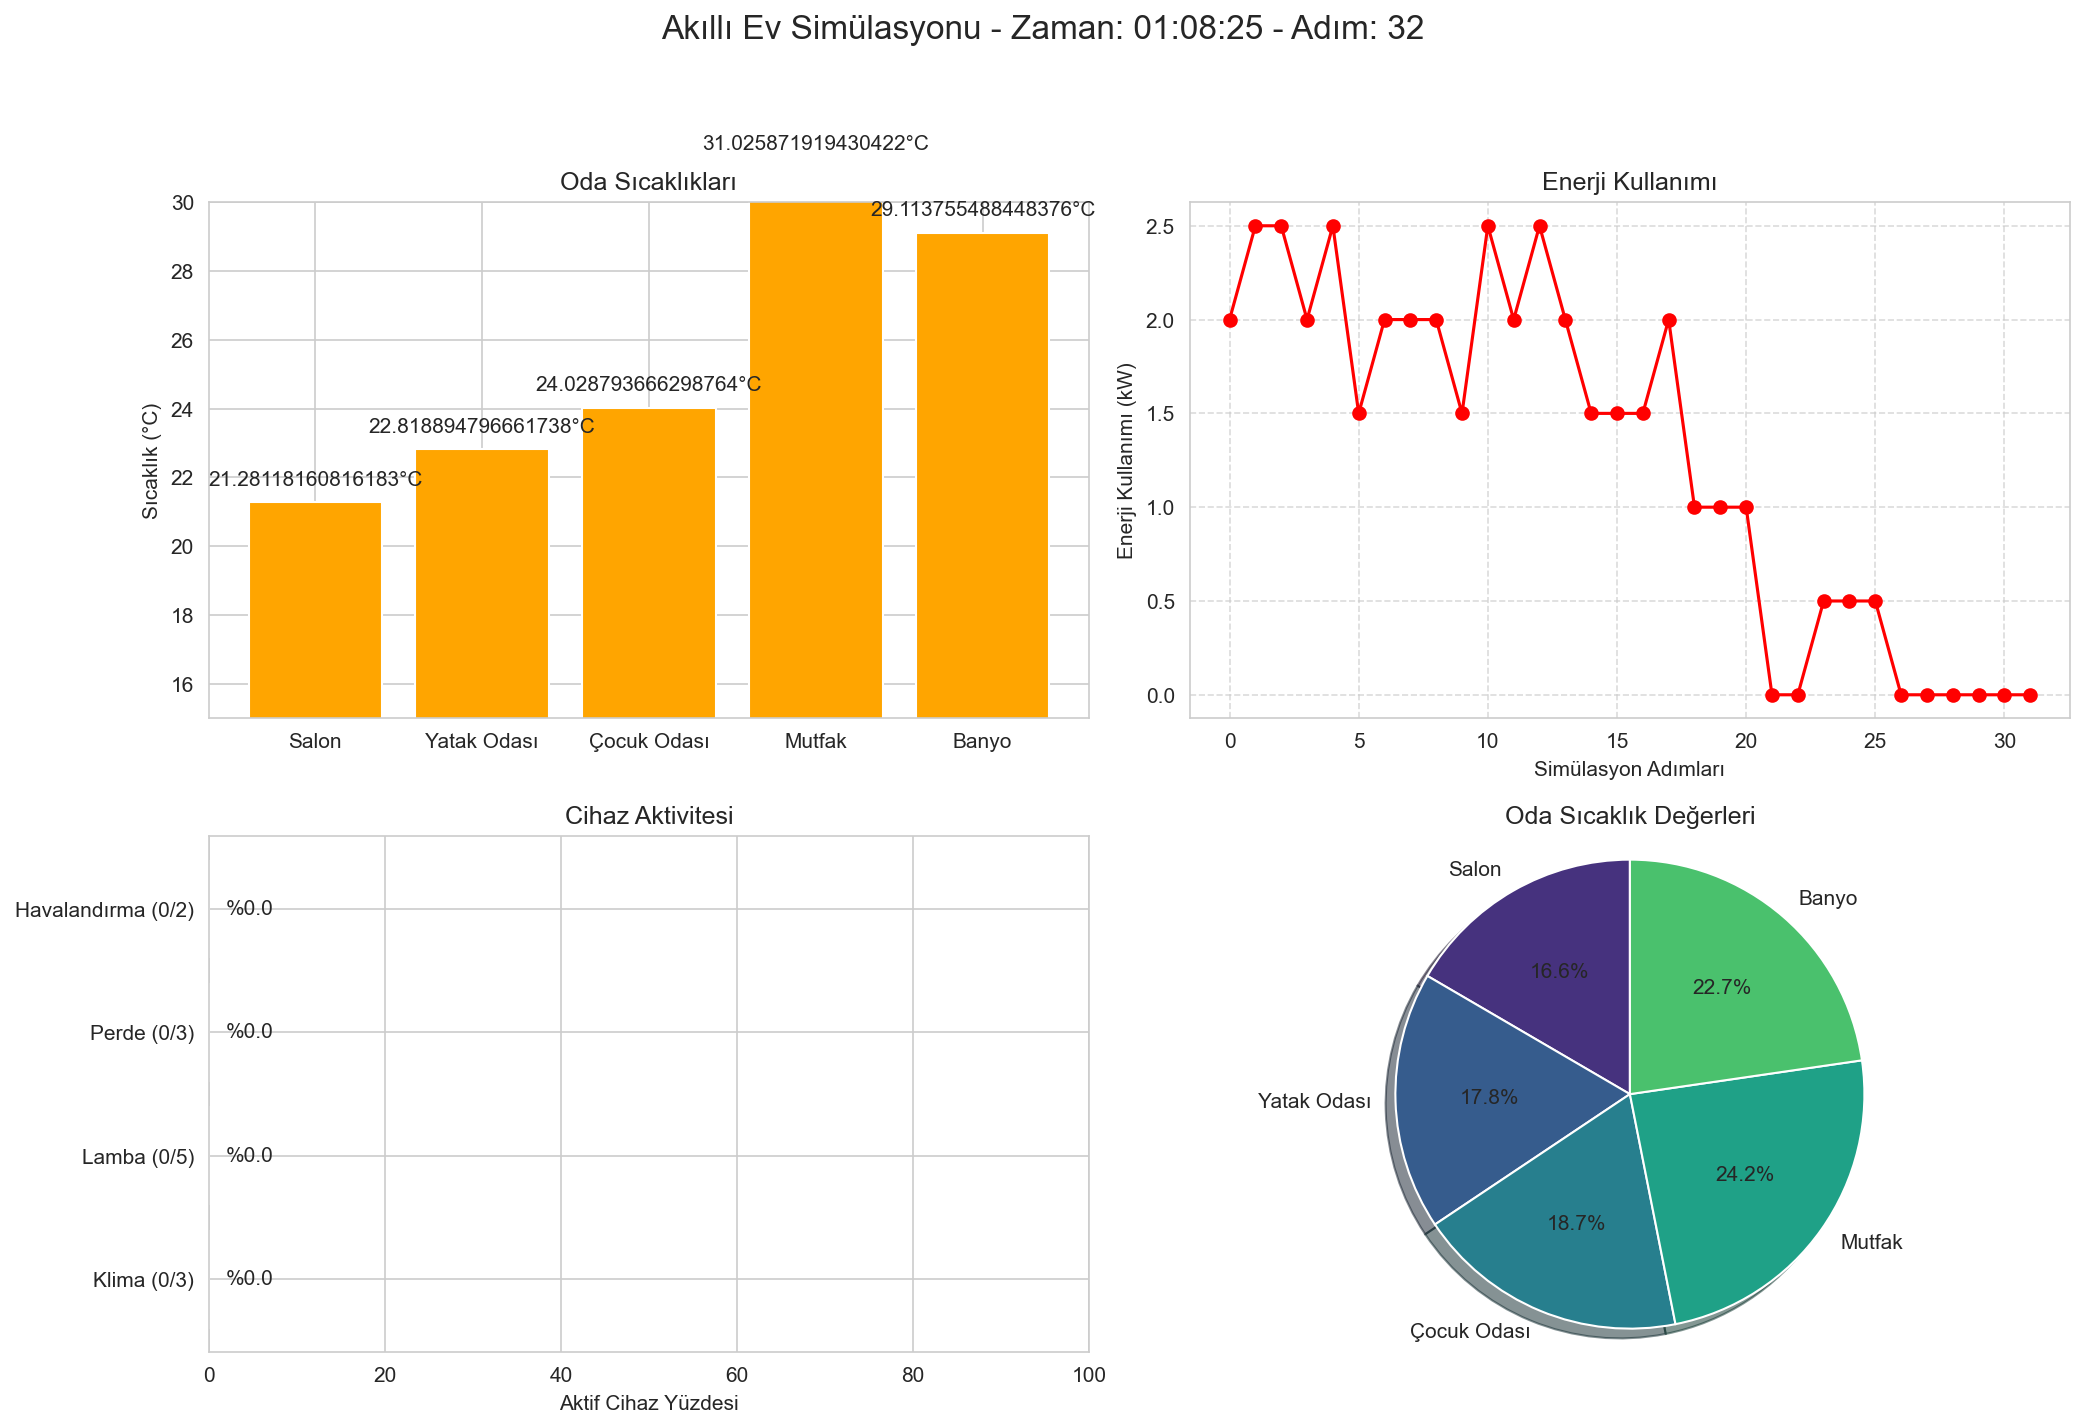 Akıllı Ev Simülasyonu - Zaman: 01:08:25 - Adım: 32
Oda Sıcaklıkları
31.025871919430422°C
29.113755488448376°C
24.028793666298764°C
22.818894796661738°C
21.28118160816183°C
Sıcaklık (°C)
30
28
26
24
22
20
18
16
Salon
Yatak Odası
Çocuk Odası
Mutfak
Banyo
Enerji Kullanımı
Enerji Kullanımı (kW)
2.5
2.0
1.5
1.0
0.5
0.0
0
5
10
15
20
25
30
Simülasyon Adımları
Cihaz Aktivitesi
Havalandırma (0/2)
%0.0
Perde (0/3)
%0.0
Lamba (0/5)
%0.0
Klima (0/3)
%0.0
0
20
40
60
80
100
Aktif Cihaz Yüzdesi
Oda Sıcaklık Değerleri
Salon
16.6%
Banyo
22.7%
Yatak Odası
17.8%
Mutfak
24.2%
Çocuk Odası
18.7%